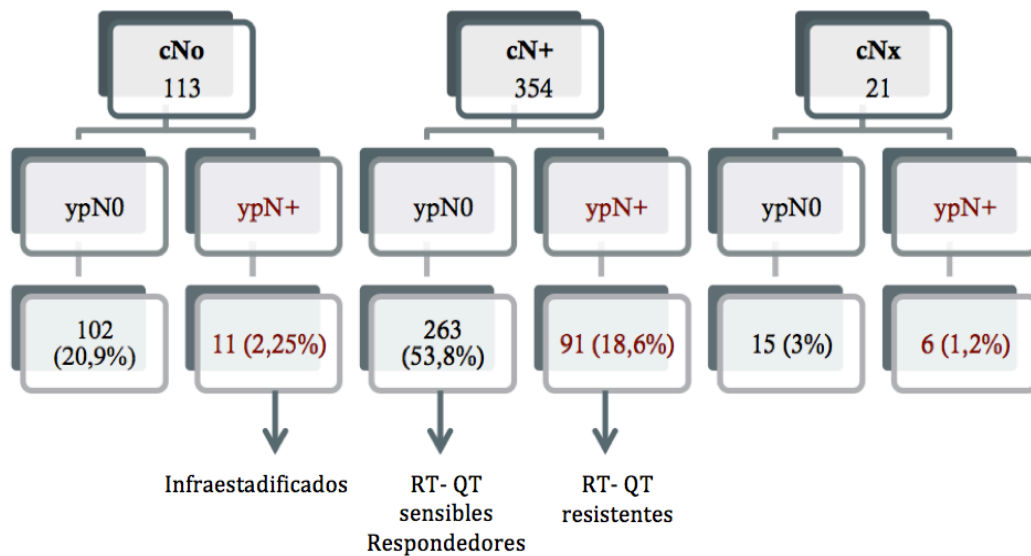 cNo
113
cN+
354
cNx
21
ypN0
ypN+
ypN0
ypN+
ypN0
ypN+
102
(20,9%)
11 (2,25%)
263
(53,8%)
91 (18,6%)
15 (3%)
6 (1,2%)
Infraestadificados
RT- QT
sensibles
Respondedores
RT- QT
resistentes